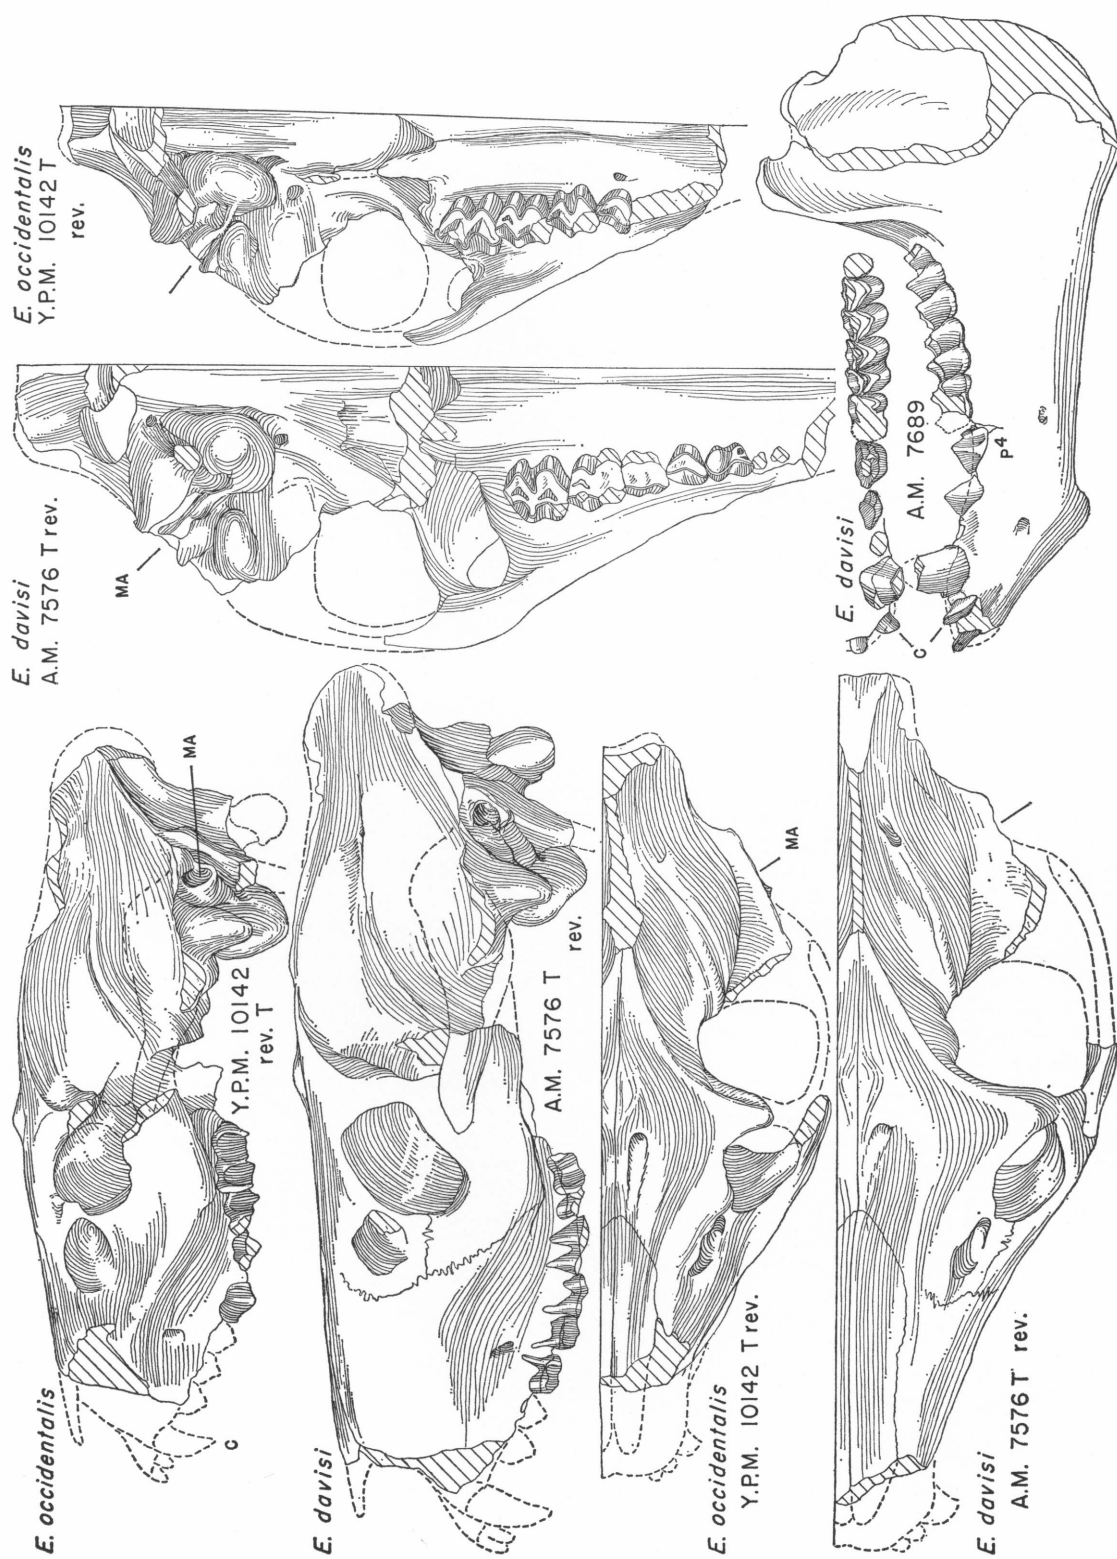 E. occidentalis
Y.P.M. 10142
rev. T
MA
C
E. davisi
A.M. 7576 T
rev.
E. occidentalis
Y.P.M. 10142 T rev.
MA
E. davisi
A.M. 7576 T rev.
E. davisi
A.M. 7576 T rev.
MA
E. occidentalis
Y.P.M. 10142 T
rev.
E. davisi
A.M. 7689
C
P4